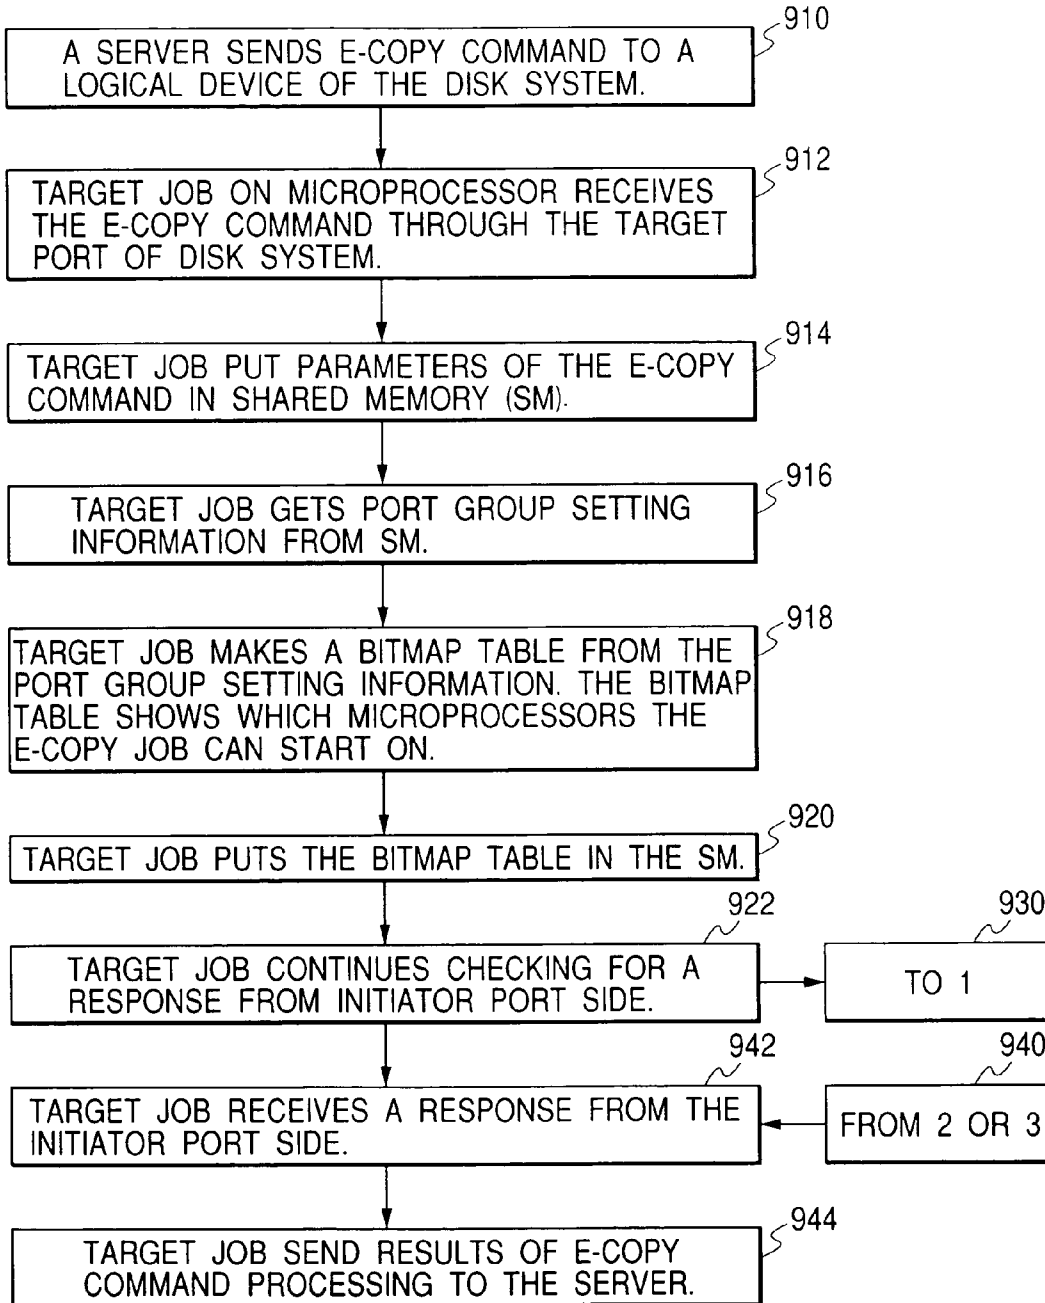 910
A SERVER SENDS E-COPY COMMAND TO A
LOGICAL DEVICE OF THE DISK SYSTEM.
912
TARGET JOB ON MICROPROCESSOR RECEIVES
THE E-COPY COMMAND THROUGH THE TARGET
PORT OF DISK SYSTEM.
914
TARGET JOB PUT PARAMETERS OF THE E-COPY
COMMAND IN SHARED MEMORY (SM).
916
TARGET JOB GETS PORT GROUP SETTING
INFORMATION FROM SM.
918
TARGET JOB MAKES A BITMAP TABLE FROM THE
PORT GROUP SETTING INFORMATION. THE BITMAP
TABLE SHOWS WHICH MICROPROCESSORS THE
E-COPY JOB CAN START ON.
920
TARGET JOB PUTS THE BITMAP TABLE IN THE SM.
922
930
TARGET JOB CONTINUES CHECKING FOR A
RESPONSE FROM INITIATOR PORT SIDE.
TO 1
942
940
TARGET JOB RECEIVES A RESPONSE FROM THE
INITIATOR PORT SIDE.
FROM 2 OR 3
944
TARGET JOB SEND RESULTS OF E-COPY
COMMAND PROCESSING TO THE SERVER.